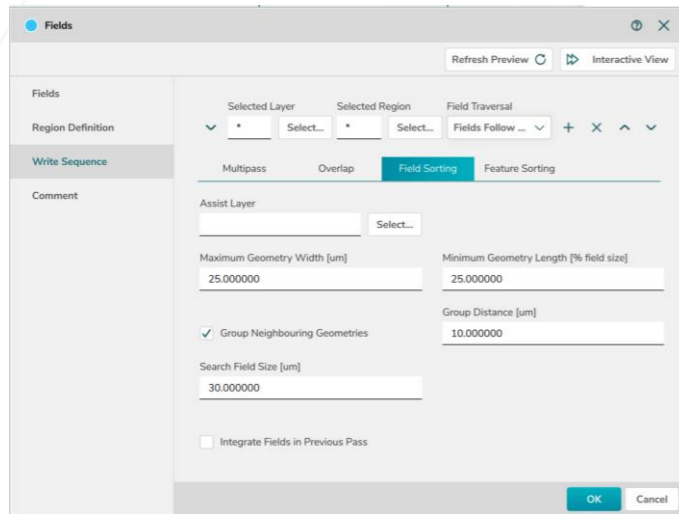 Fields
Refresh Preview
Interactive View
Fields
Region Definition
Write Sequence
Comment
Selected Layer Selected Region Field Traversal
* Select... * Select... Fields Follow ...
Multipass Overlap Field Sorting Feature Sorting
Assist Layer
Select...
Maximum Geometry Width [um] Minimum Geometry Length [% field size]
25.000000 25.000000
Group Distance [um]
Group Neighbouring Geometries 10.000000
Search Field Size [um]
30.000000
Integrate Fields in Previous Pass
OK Cancel